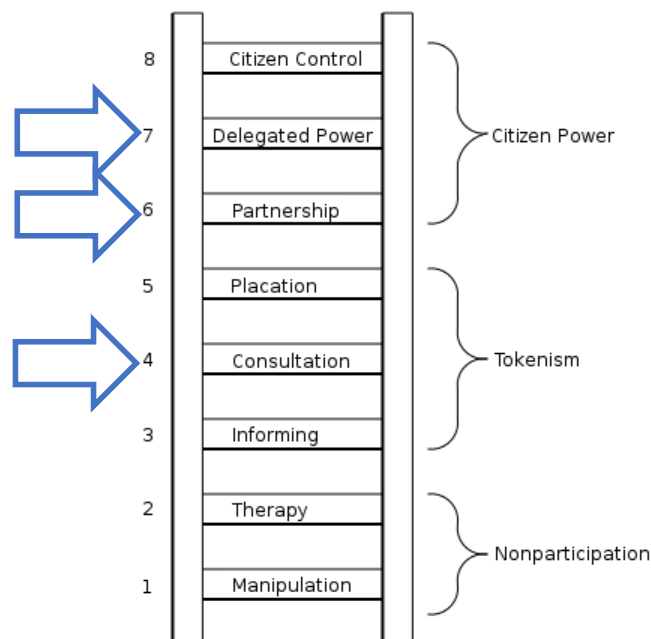 8 Citizen Control
7 Delegated Power Citizen Power
6 Partnership
5 Placation
4 Consultation Tokenism
3 Informing
2 Therapy
Nonparticipation
1 Manipulation